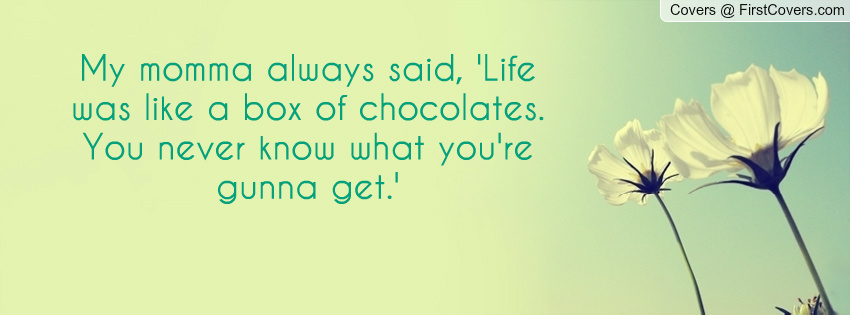 Covers @ FirstCovers.com
My momma always said, 'Life
was like a box of chocolates.
You never know what you're
gunna get.'